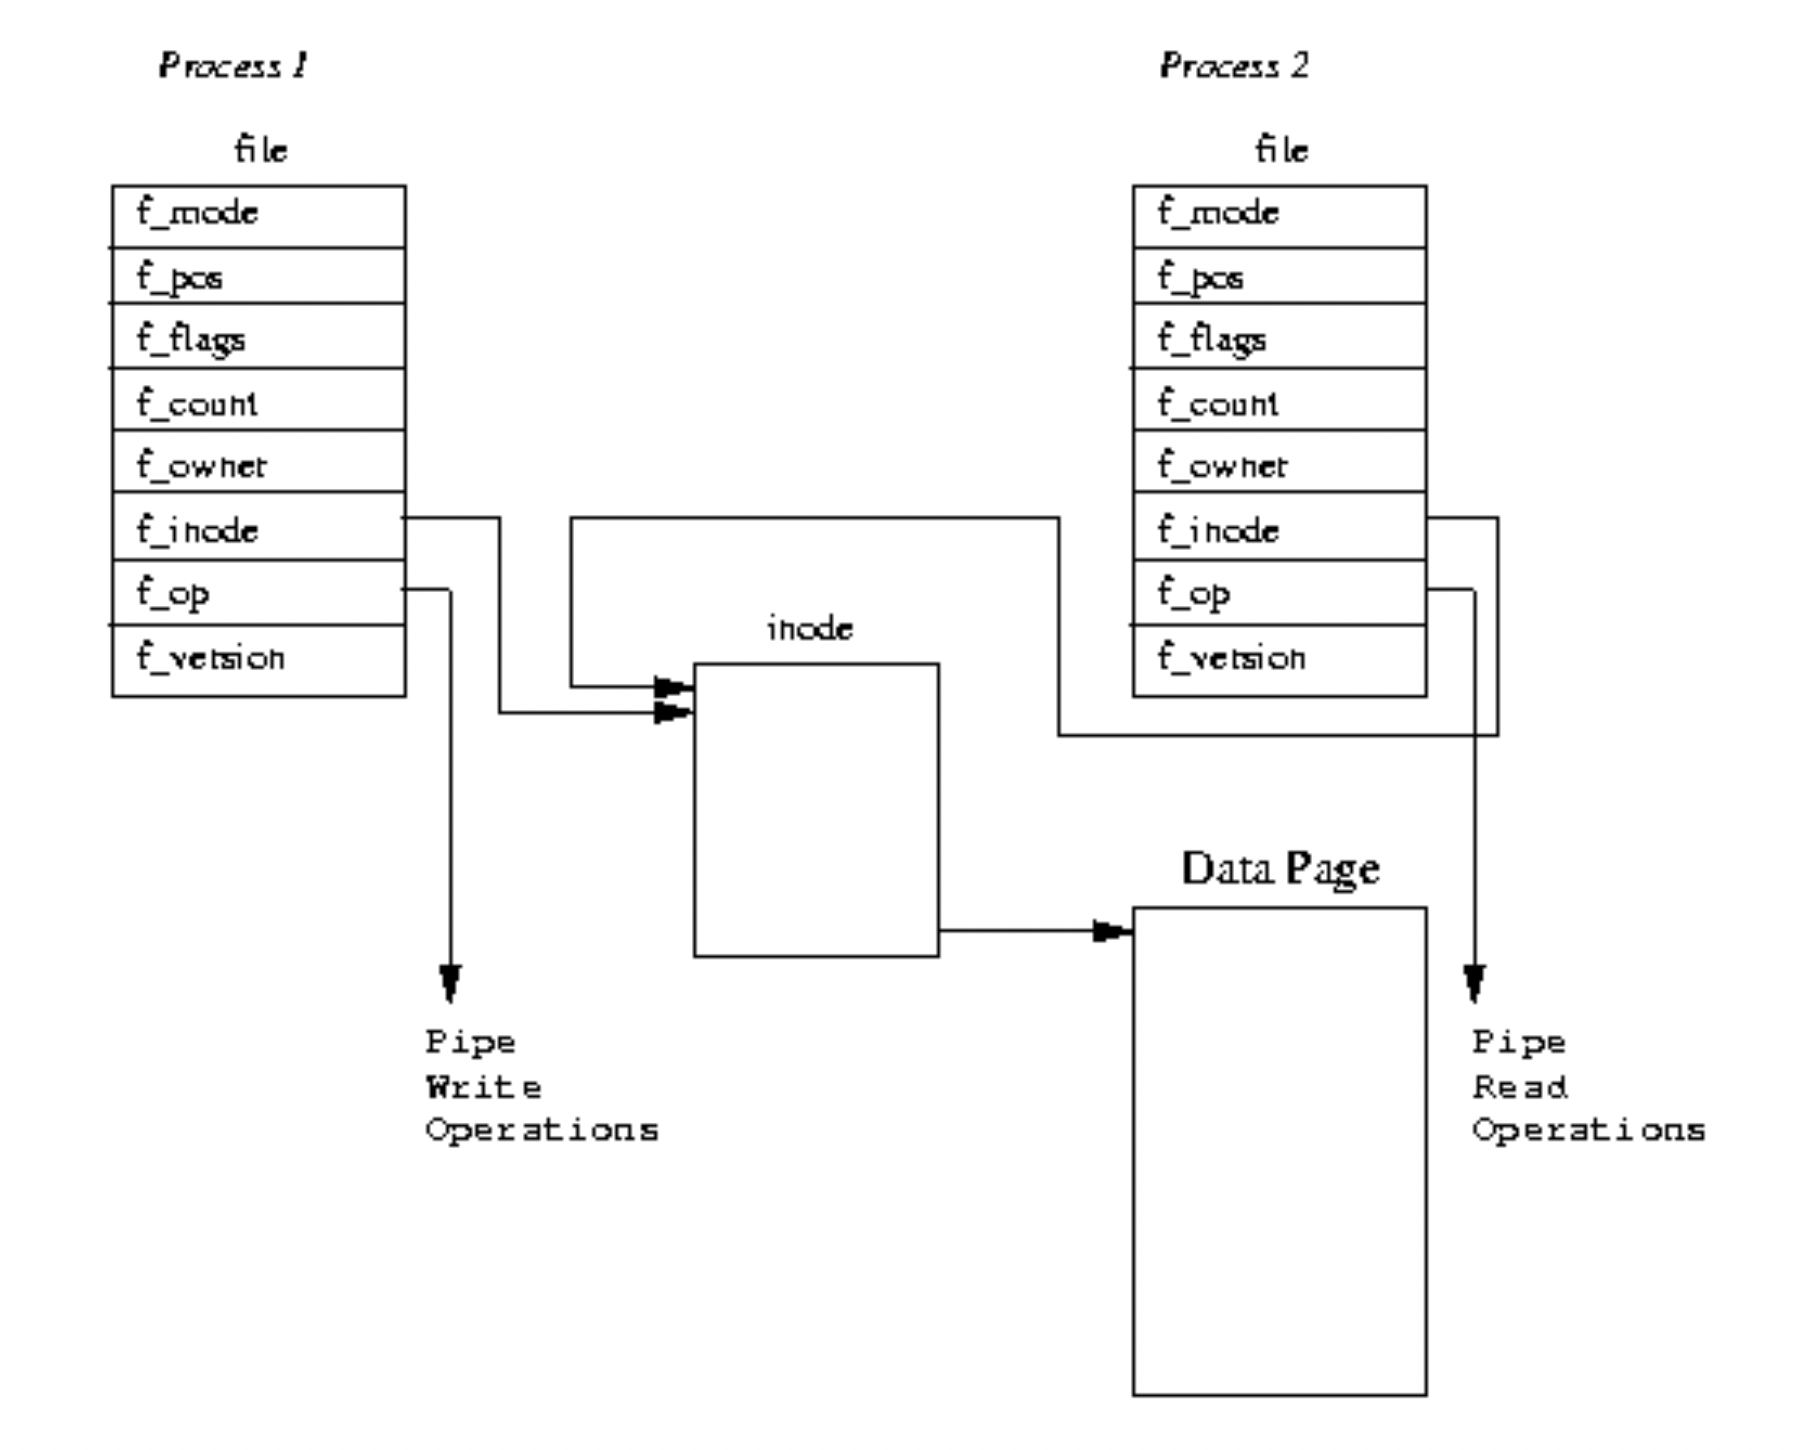 Process 1
file
f_mode
f_pos
f_flags
f_count
f_owner
f_inode
f_op
f_version
Process 2
file
f_mode
f_pos
f_flags
f_count
f_owner
f_inode
f_op
f_version
inode
Data Page
Pipe
Write
Operations
Pipe
Read
Operations